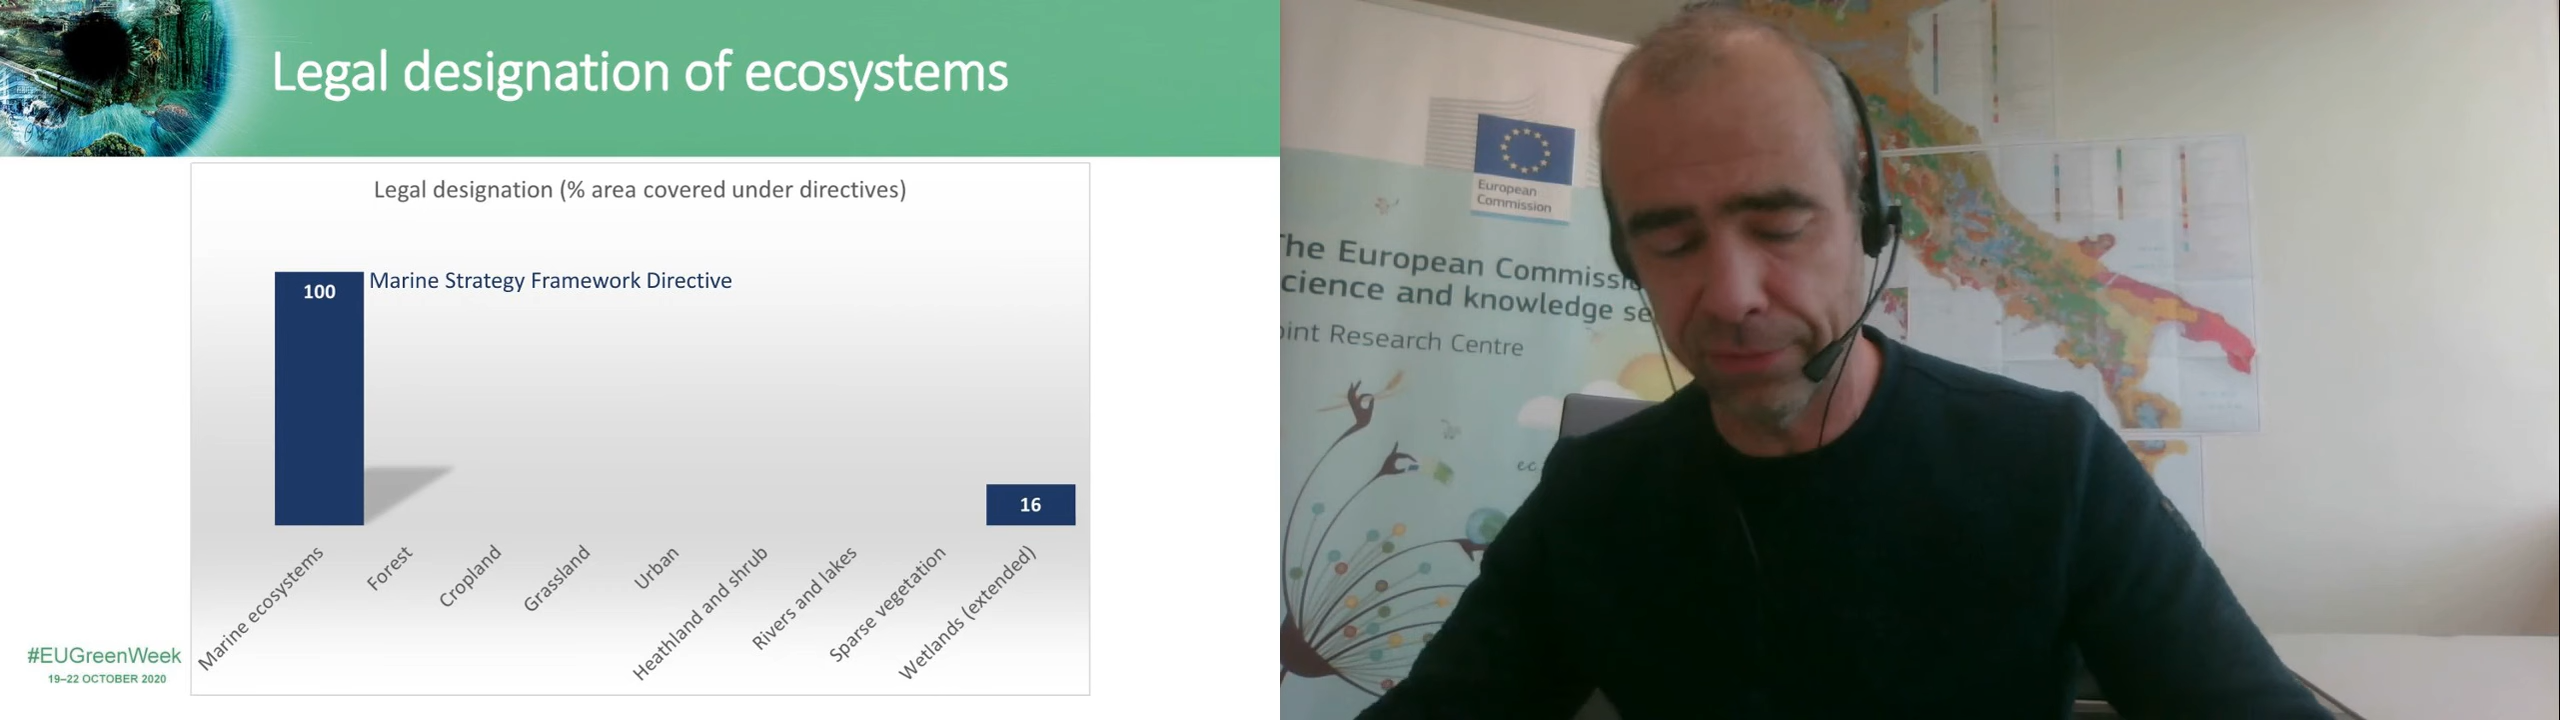 Legal designation of ecosystems
Legal designation (% area covered under directives)
100
Marine Strategy Framework Directive
16
Marine ecosystems
Forest
Cropland
Grassland
Urban
Heathland and shrub
Rivers and lakes
Sparse vegetation
Wetlands (extended)
#EUGreenWeek
19–22 OCTOBER 2020
European
Commission
The European Commissio
cience and knowledge se
oint Research Centre